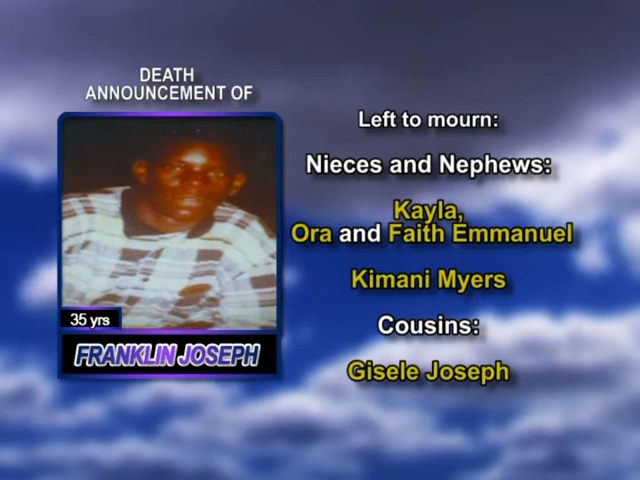 DEATH
ANNOUNCEMENT OF
35 yrs
FRANKLIN JOSEPH
Left to mourn:
Nieces and Nephews:
Kayla,
Ora and Faith Emmanuel
Kimani Myers
Cousins:
Gisele Joseph